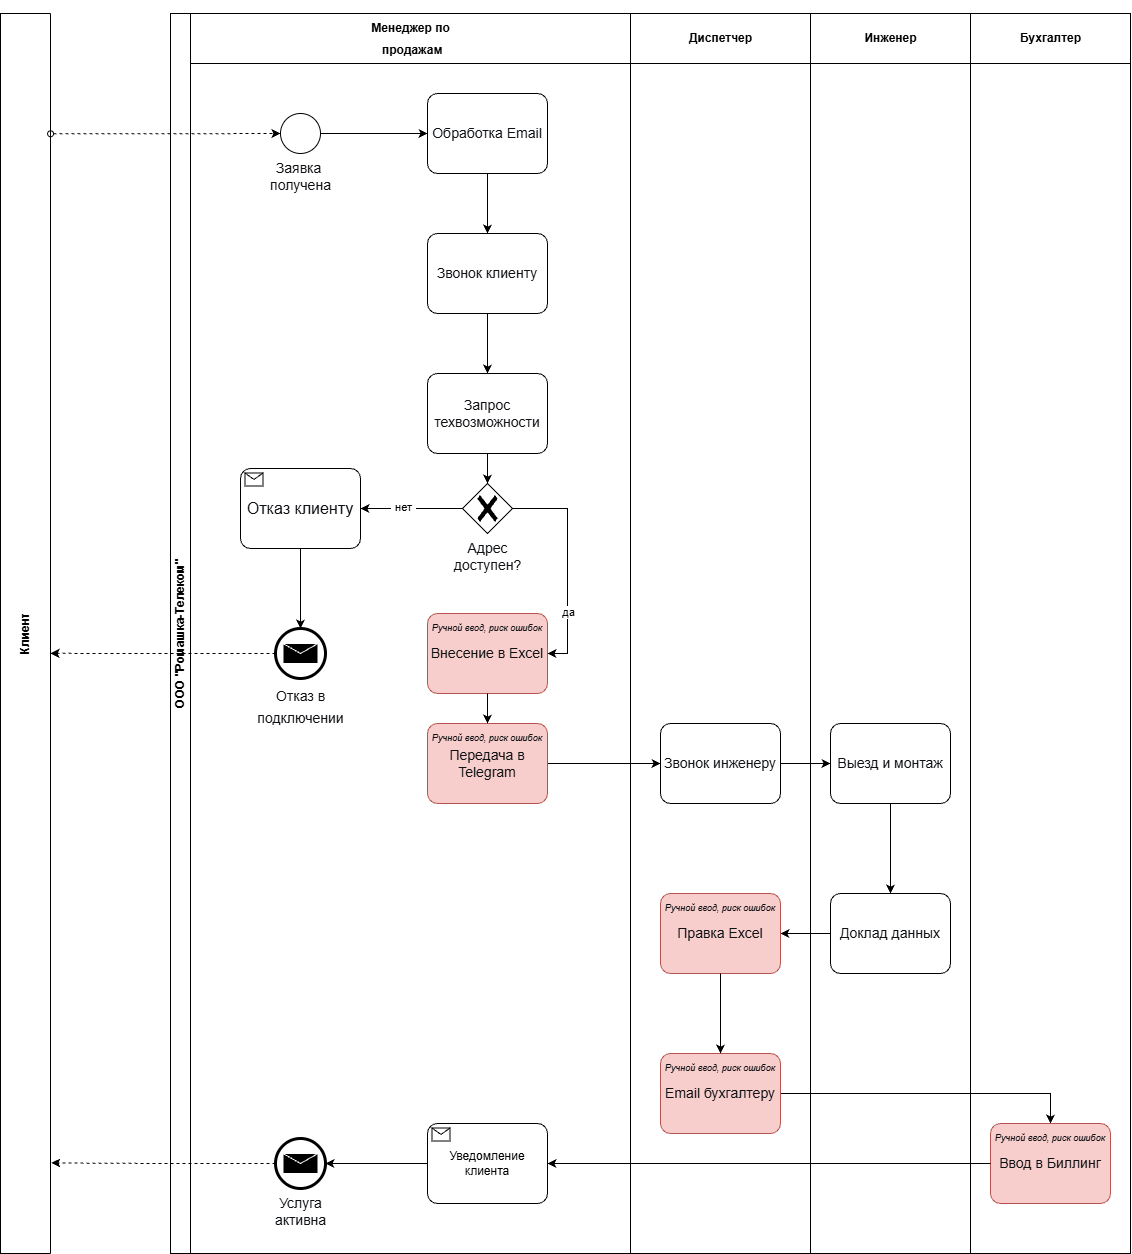 Менеджер по
продажам
Диспетчер
Инженер
Бухгалтер
Клиент
ООО "Ромашка-Телеком"
Заявка
получена
Обработка Email
Звонок клиенту
Запрос
техвозможности
Отказ клиенту
нет
Адрес
доступен?
да
Ручной ввод, риск ошибок
Внесение в Excel
Отказ в
подключении
Ручной ввод, риск ошибок
Передача в
Telegram
Звонок инженеру
Выезд и монтаж
Ручной ввод, риск ошибок
Правка Excel
Доклад данных
Ручной ввод, риск ошибок
Email бухгалтеру
Ручной ввод, риск ошибок
Ввод в Биллинг
Уведомление
клиента
Услуга
активна